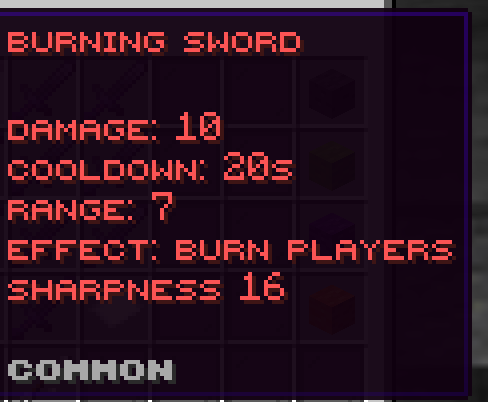 BURNING SWORD
DAMAGE: 10
COOLDOWN: 20s
RANGE: 7
EFFECT: BURN PLAYERS
SHARPNESS 16
COMMON